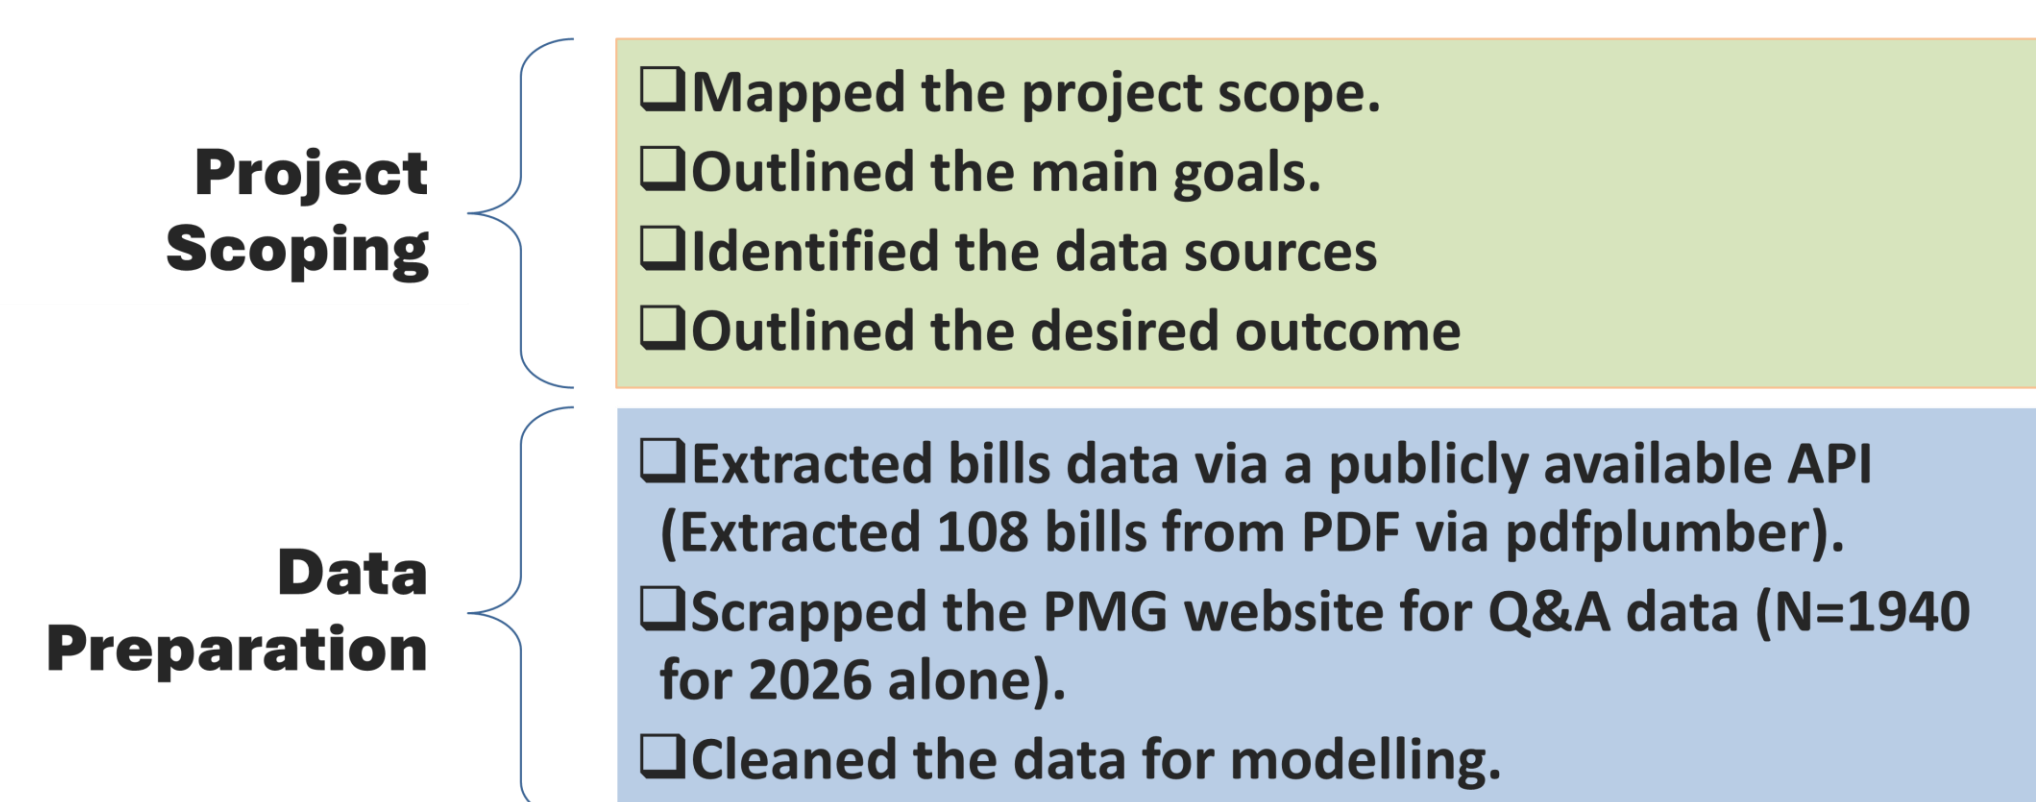 Project
Scoping
❑Mapped the project scope.
❑Outlined the main goals.
❑Identified the data sources
❑Outlined the desired outcome
Data
Preparation
❑Extracted bills data via a publicly available API
(Extracted 108 bills from PDF via pdfplumber).
❑Scrapped the PMG website for Q&A data (N=1940
for 2026 alone).
❑Cleaned the data for modelling.